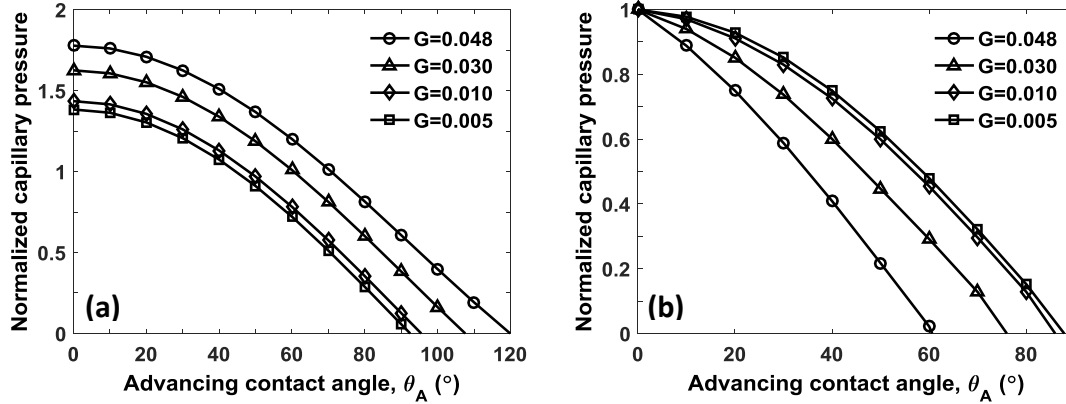 2
1.5
1
0.5
0
0 20 40 60 80 100 120
Normalized capillary pressure
Advancing contact angle, θ_A (°)
G=0.048
G=0.030
G=0.010
G=0.005
(a)
1
0.8
0.6
0.4
0.2
0
0 20 40 60 80
Normalized capillary pressure
Advancing contact angle, θ_A (°)
G=0.048
G=0.030
G=0.010
G=0.005
(b)